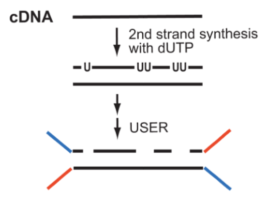 cDNA
2nd strand synthesis
with dUTP
U UU UU
USER